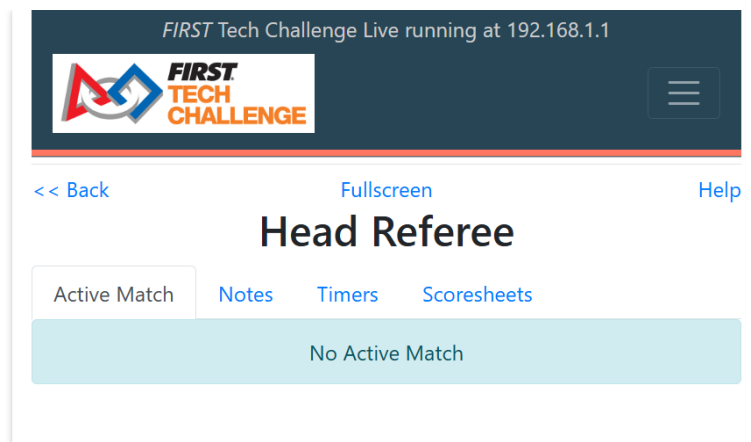 FIRST Tech Challenge Live running at 192.168.1.1
FIRST
TECH
CHALLENGE
<< Back Fullscreen Help
Head Referee
Active Match Notes Timers Scoresheets
No Active Match